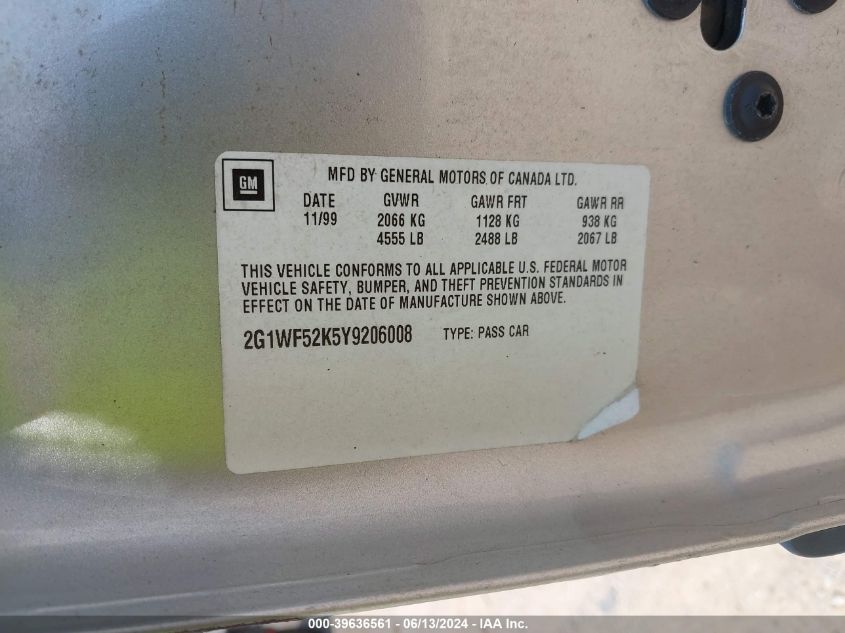 GM
MFD BY GENERAL MOTORS OF CANADA LTD.
DATE GVWR GAWR FRT GAWR RR
11/99 2066 KG 1128 KG 938 KG
4555 LB 2488 LB 2067 LB
THIS VEHICLE CONFORMS TO ALL APPLICABLE U.S. FEDERAL MOTOR
VEHICLE SAFETY, BUMPER, AND THEFT PREVENTION STANDARDS IN
EFFECT ON THE DATE OF MANUFACTURE SHOWN ABOVE.
2G1WF52K5Y9206008 TYPE: PASS CAR
000-39636561 - 06/13/2024 - IAA Inc.